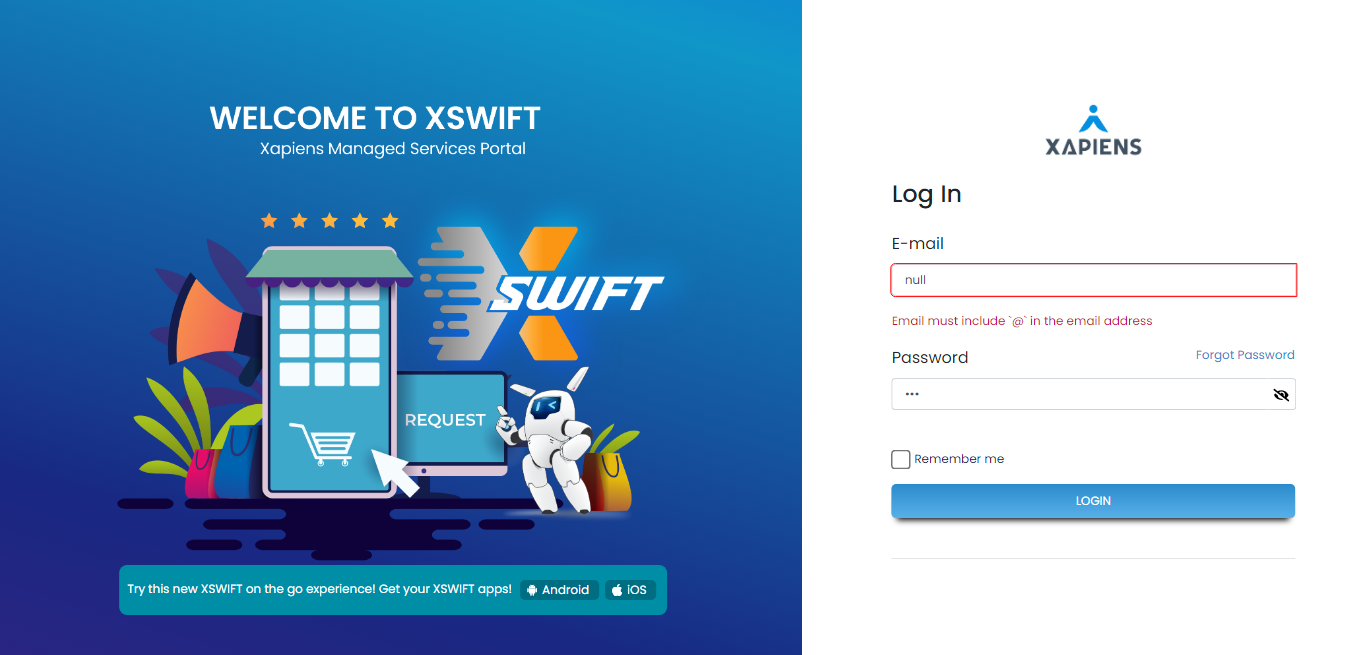 WELCOME TO XSWIFT
Xapiens Managed Services Portal
X
SWIFT
REQUEST
Try this new XSWIFT on the go experience! Get your XSWIFT apps! Android iOS
XAPIENS
Log In
E-mail
null
Email must include `@` in the email address
Password Forgot Password
•••
Remember me
LOGIN